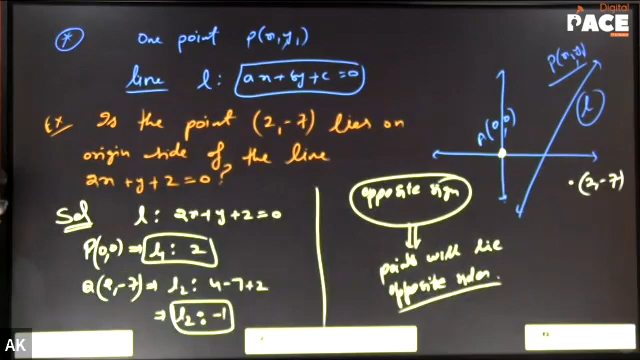 Digital
PACE
* One point P(x, y₁)
line l : ax+by+c=0
Ex Is the point (2,-7) lies on
origin side of the line
2x+y+2=0?
Sol l : 2x+y+2=0
P(0,0) ⇒ l₁ : 2
Q(2,-7) ⇒ l₂ : 4-7+2
⇒ l₂ : -1
opposite sign
⇓
points will lie
opposite sides.
(0,0)
l
(2,-7)
AK